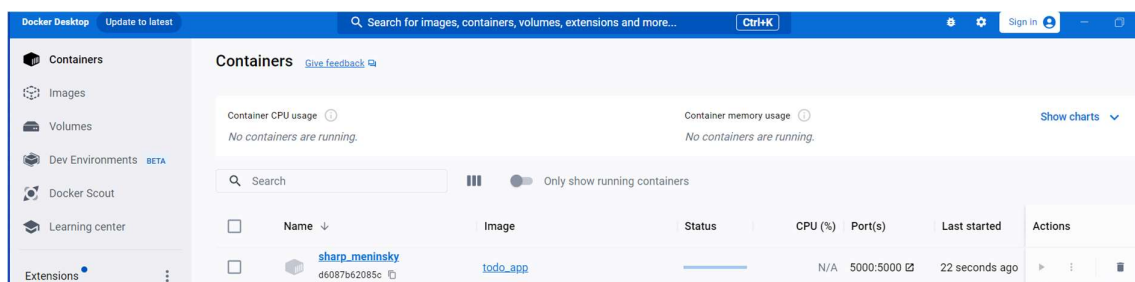 Docker Desktop Update to latest Search for images, containers, volumes, extensions and more... Ctrl+K Sign in
Containers
Images
Volumes
Dev Environments BETA
Docker Scout
Learning center
Extensions
Containers Give feedback
Container CPU usage
No containers are running.
Container memory usage
No containers are running.
Show charts
Search
Only show running containers
Name Image Status CPU (%) Port(s) Last started Actions
sharp_meninsky
d6087b62085c
todo_app N/A 5000:5000 22 seconds ago